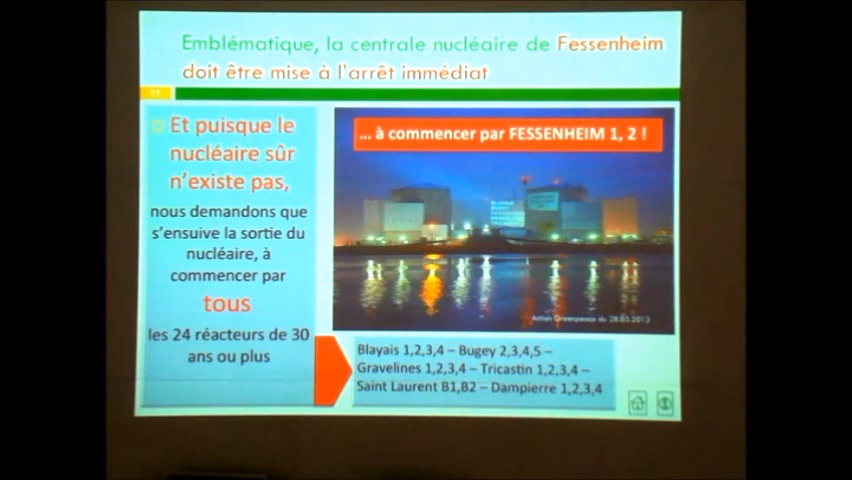 Emblématique, la centrale nucléaire de Fessenheim
doit être mise à l'arrêt immédiat
71
Et puisque le
nucléaire sûr
n'existe pas,
nous demandons que
s'ensuive la sortie du
nucléaire, à
commencer par
tous
les 24 réacteurs de 30
ans ou plus
... à commencer par FESSENHEIM 1, 2 !
Action Greenpeace du 28.03.2013
Blayais 1,2,3,4 – Bugey 2,3,4,5 –
Gravelines 1,2,3,4 – Tricastin 1,2,3,4 –
Saint Laurent B1,B2 – Dampierre 1,2,3,4